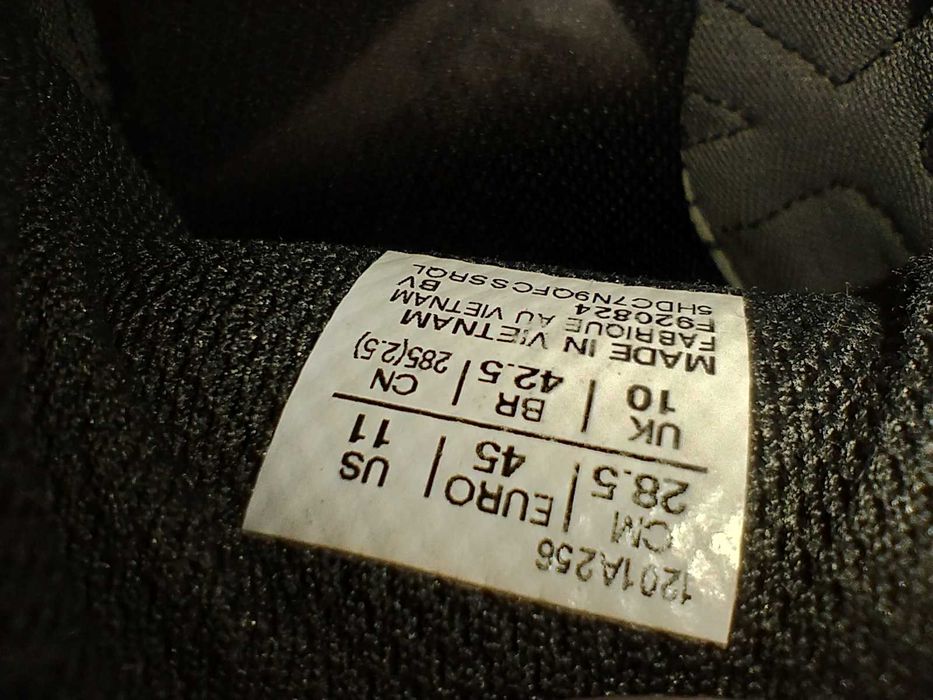 1201A256
CM | EURO | US
28.5 | 45 | 11
UK | BR | CN
10 | 42.5 | 285(2.5)
MADE IN VIETNAM
FABRIQUE AU VIETNAM
F920824 BV
5HDC7N9QFCSSRQL